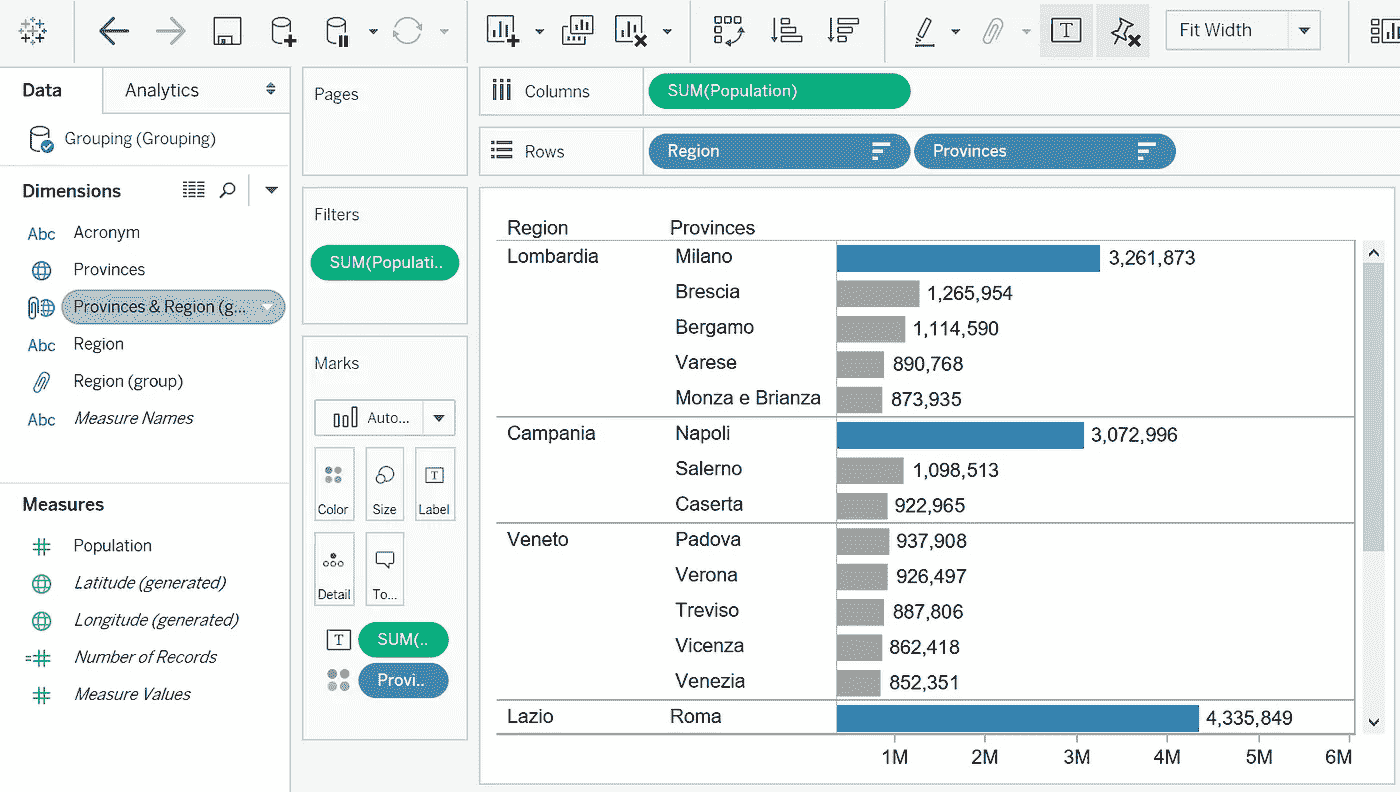 Fit Width
Data
Analytics
Grouping (Grouping)
Dimensions
Abc Acronym
Provinces
Provinces & Region (g...
Abc Region
Region (group)
Abc Measure Names
Measures
Population
Latitude (generated)
Longitude (generated)
Number of Records
Measure Values
Pages
Filters
SUM(Populati..
Marks
Auto...
Color Size T Label
Detail To...
T SUM(..
Provi..
Columns SUM(Population)
Rows Region Provinces
Region Provinces
Lombardia Milano 3,261,873
Brescia 1,265,954
Bergamo 1,114,590
Varese 890,768
Monza e Brianza 873,935
Campania Napoli 3,072,996
Salerno 1,098,513
Caserta 922,965
Veneto Padova 937,908
Verona 926,497
Treviso 887,806
Vicenza 862,418
Venezia 852,351
Lazio Roma 4,335,849
1M 2M 3M 4M 5M 6M